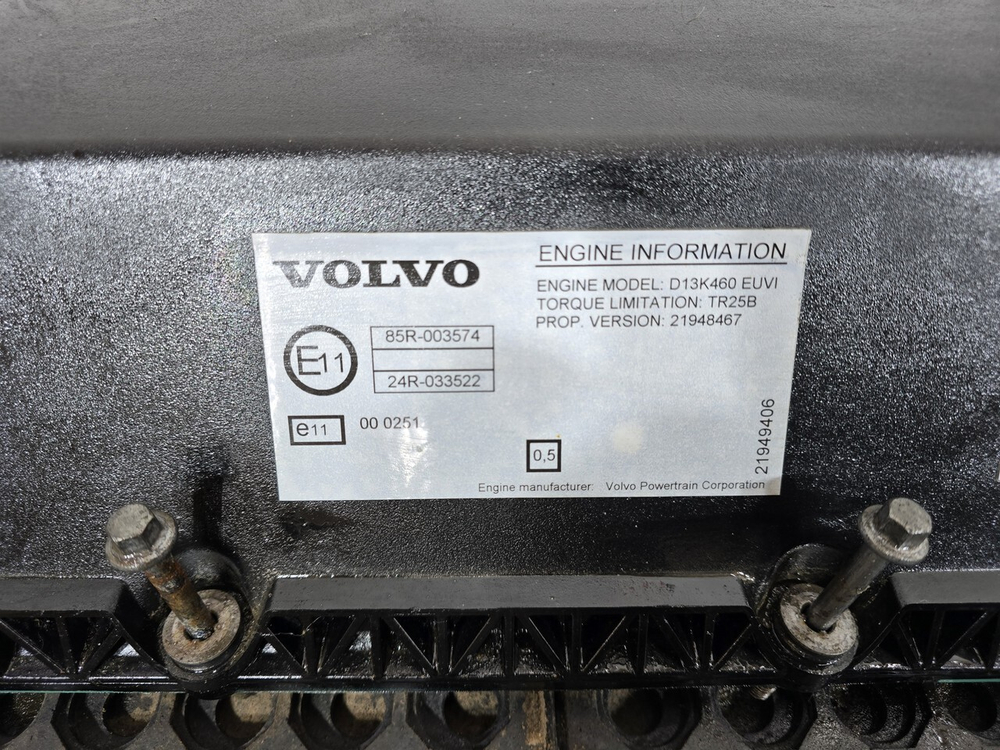 VOLVO
ENGINE INFORMATION
ENGINE MODEL: D13K460 EUVI
TORQUE LIMITATION: TR25B
PROP. VERSION: 21948467
E11
85R-003574
24R-033522
e11
00 0251
0,5
21949406
Engine manufacturer: Volvo Powertrain Corporation